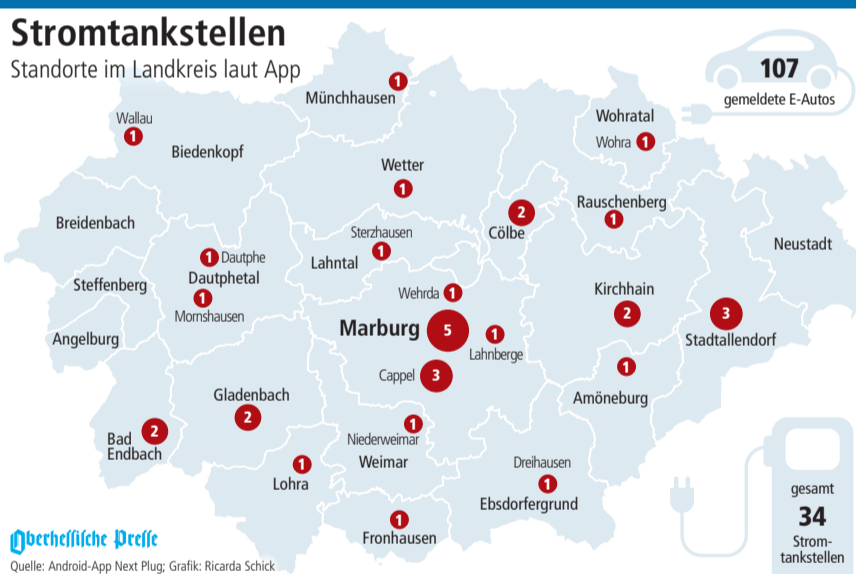 Stromtankstellen
Standorte im Landkreis laut App
107
gemeldete E-Autos
1
Münchhausen
Wallau
1
Biedenkopf
Wohratal
Wohra 1
Wetter
1
Breidenbach
2
Cölbe
Rauschenberg
1
Neustadt
Sterzhausen
1
Lahntal
1 Dautphe
Dautphetal
1
Mornshausen
Steffenberg
Angelburg
Wehrda 1
Marburg 5
1
Lahnberge
Cappel 3
Kirchhain
2
3
Stadtallendorf
1
Amöneburg
Gladenbach
2
2
Bad
Endbach
1
Niederweimar
Weimar
1
Lohra
Dreihausen
1
Ebsdorfergrund
1
Fronhausen
gesamt
34
Strom-
tankstellen
Oberhessische Presse
Quelle: Android-App Next Plug; Grafik: Ricarda Schick